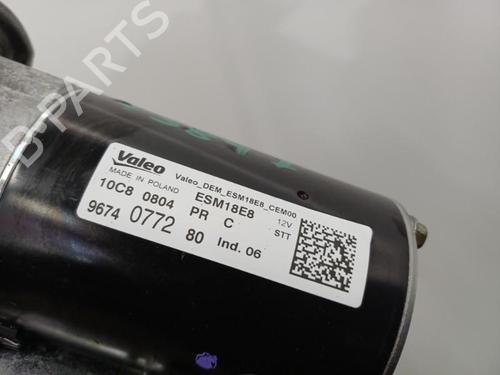 B-PARTS
Valeo Valeo_DEM_ESM18E8_CEM00
MADE IN POLAND ESM18E8 12V
10C8 0804 PR C STT
9674 0772 80 Ind. 06